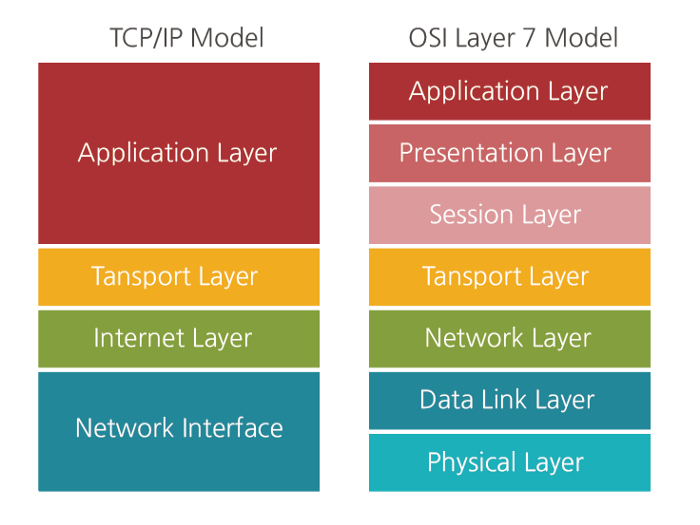 TCP/IP Model
Application Layer
Tansport Layer
Internet Layer
Network Interface
OSI Layer 7 Model
Application Layer
Presentation Layer
Session Layer
Tansport Layer
Network Layer
Data Link Layer
Physical Layer